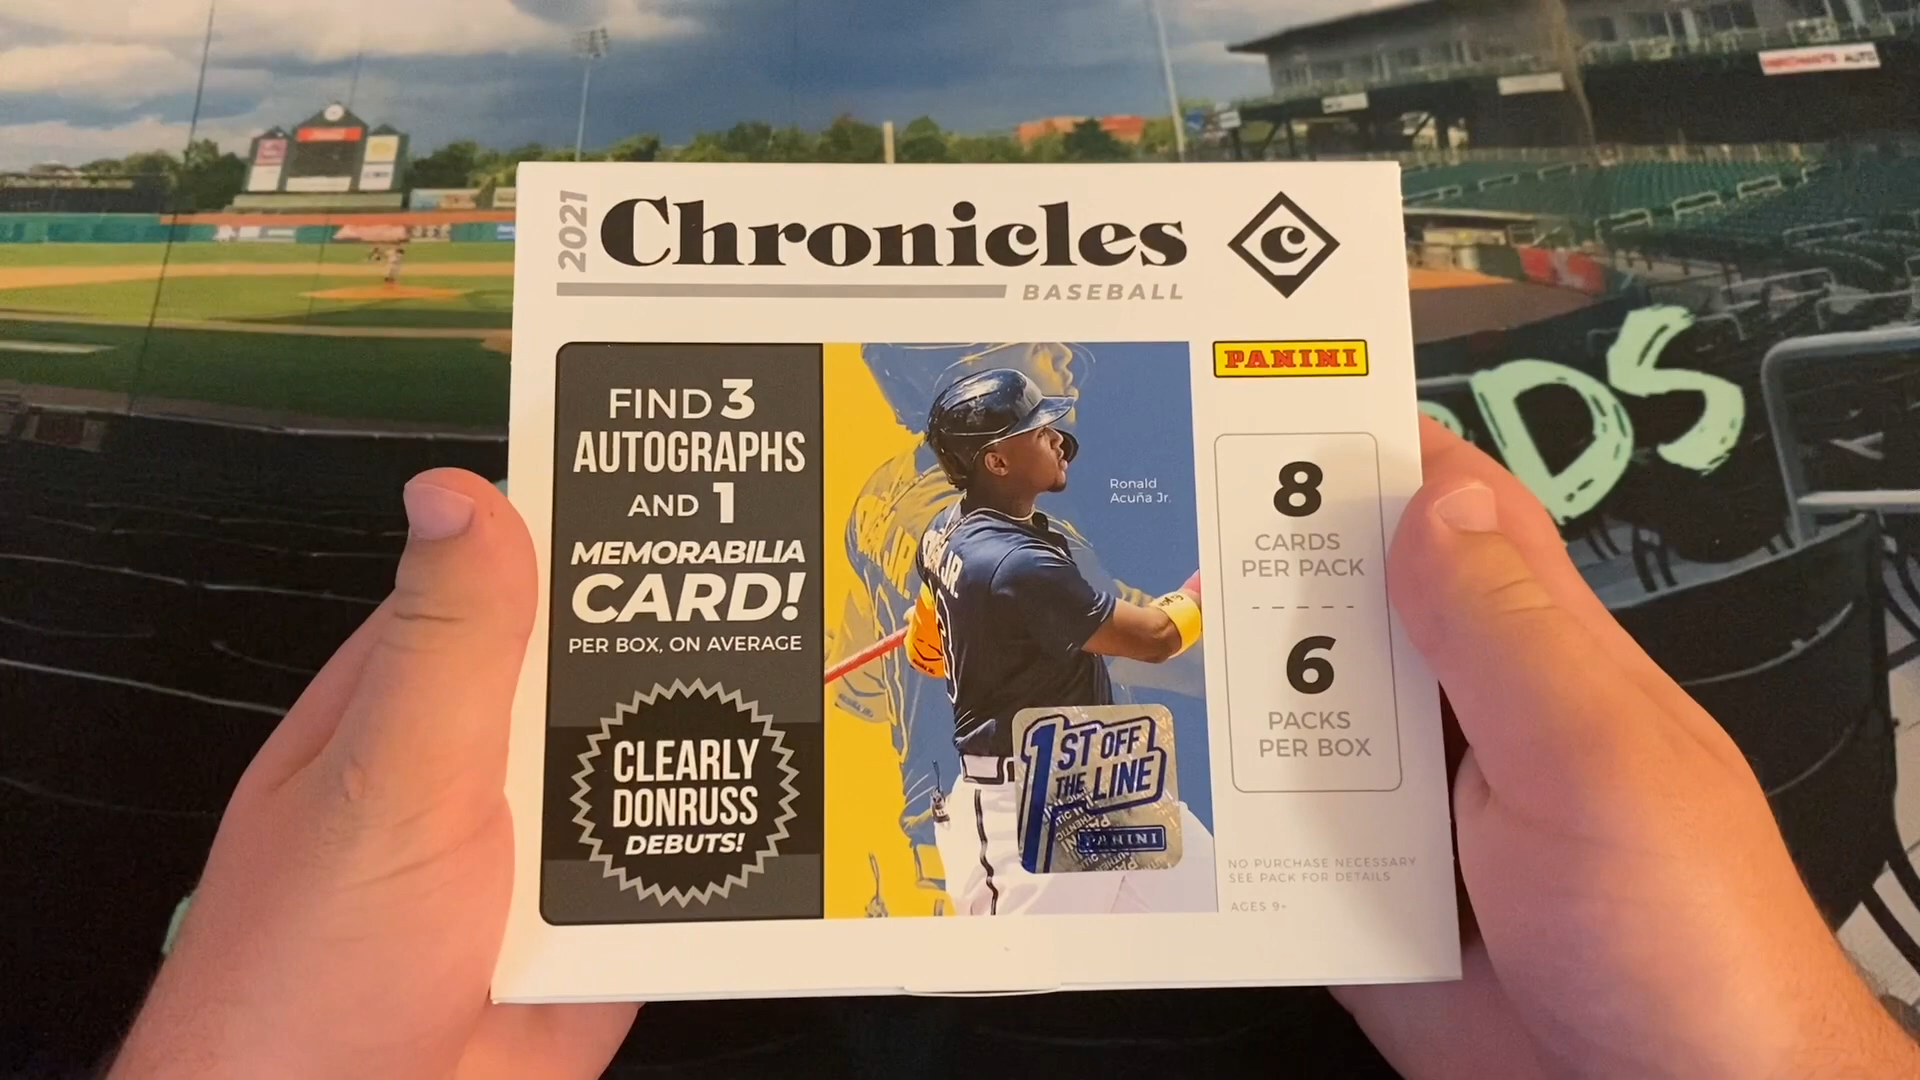 2021
Chronicles
BASEBALL
C
PANINI
FIND 3
AUTOGRAPHS
AND 1
MEMORABILIA
CARD!
PER BOX, ON AVERAGE
CLEARLY
DONRUSS
DEBUTS!
Ronald
Acuña Jr.
1ST OFF
THE LINE
PANINI
8
CARDS
PER PACK
6
PACKS
PER BOX
NO PURCHASE NECESSARY
SEE PACK FOR DETAILS
AGES 9+
DS